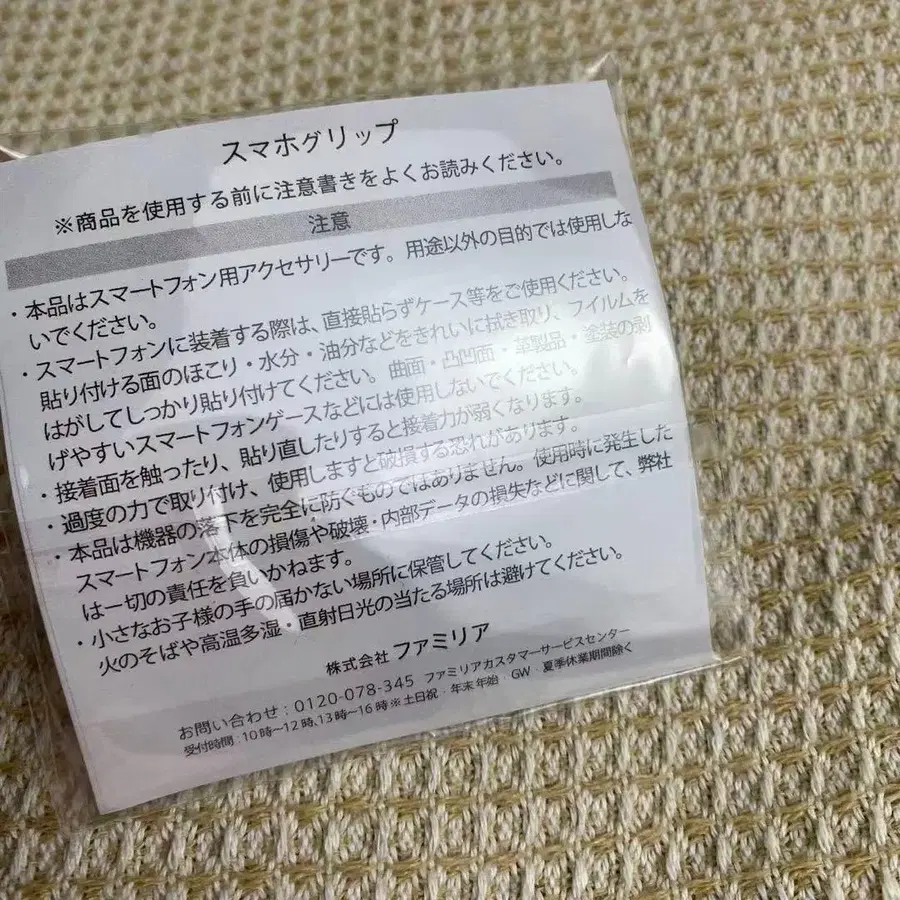 スマホグリップ
※商品を使用する前に注意書きをよくお読みください。
注意
・本品はスマートフォン用アクセサリーです。用途以外の目的では使用しな
いでください。
・スマートフォンに装着する際は、直接貼らずケース等をご使用ください。
貼り付ける面のほこり・水分・油分などをきれいに拭き取り、フイルムを
はがしてしっかり貼り付けてください。曲面・凸凹面・革製品・塗装の剥
げやすいスマートフォンケースなどには使用しないでください。
・接着面を触ったり、貼り直したりすると接着力が弱くなります。
・過度の力で取り付け、使用しますと破損する恐れがあります。
・本品は機器の落下を完全に防ぐものではありません。使用時に発生した
スマートフォン本体の損傷や破壊・内部データの損失などに関して、弊社
は一切の責任を負いかねます。
・小さなお子様の手の届かない場所に保管してください。
火のそばや高温多湿・直射日光の当たる場所は避けてください。
株式会社 ファミリア
お問い合わせ：0120-078-345 ファミリアカスタマーサービスセンター
受付時間：10時〜12時、13時〜16時 ※土日祝・年末年始・GW・夏季休業期間除く